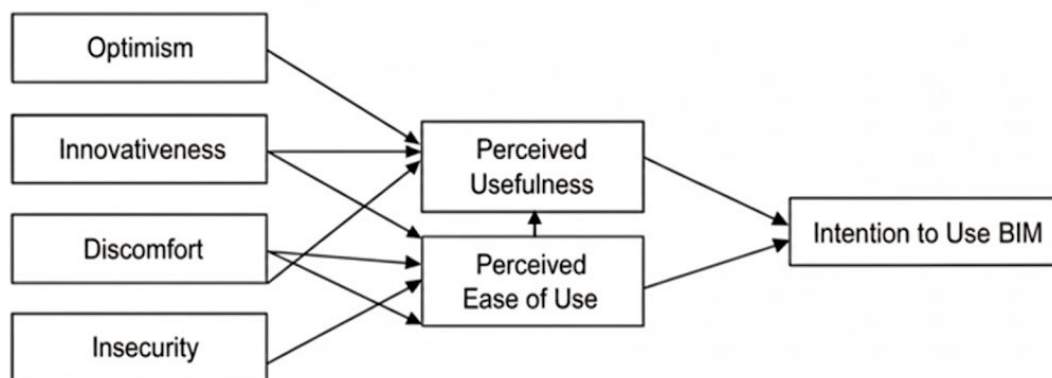 Optimism
Innovativeness
Discomfort
Insecurity
Perceived
Usefulness
Perceived
Ease of Use
Intention to Use BIM